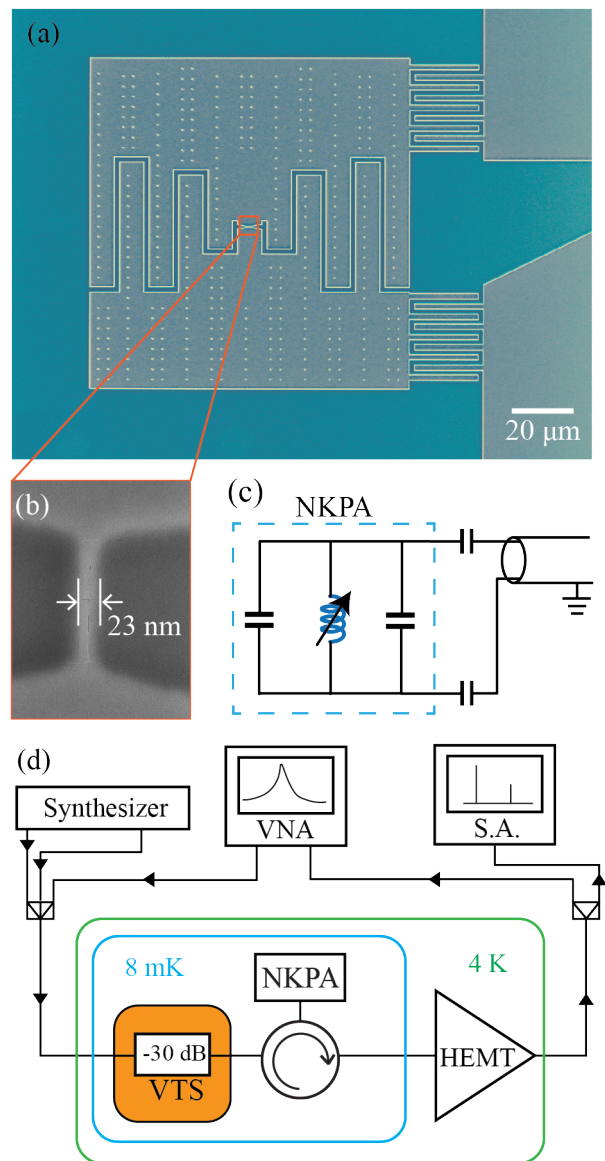 (a)
20 μm
(b)
23 nm
(c)
NKPA
(d)
Synthesizer
VNA
S.A.
8 mK
4 K
NKPA
-30 dB
VTS
HEMT